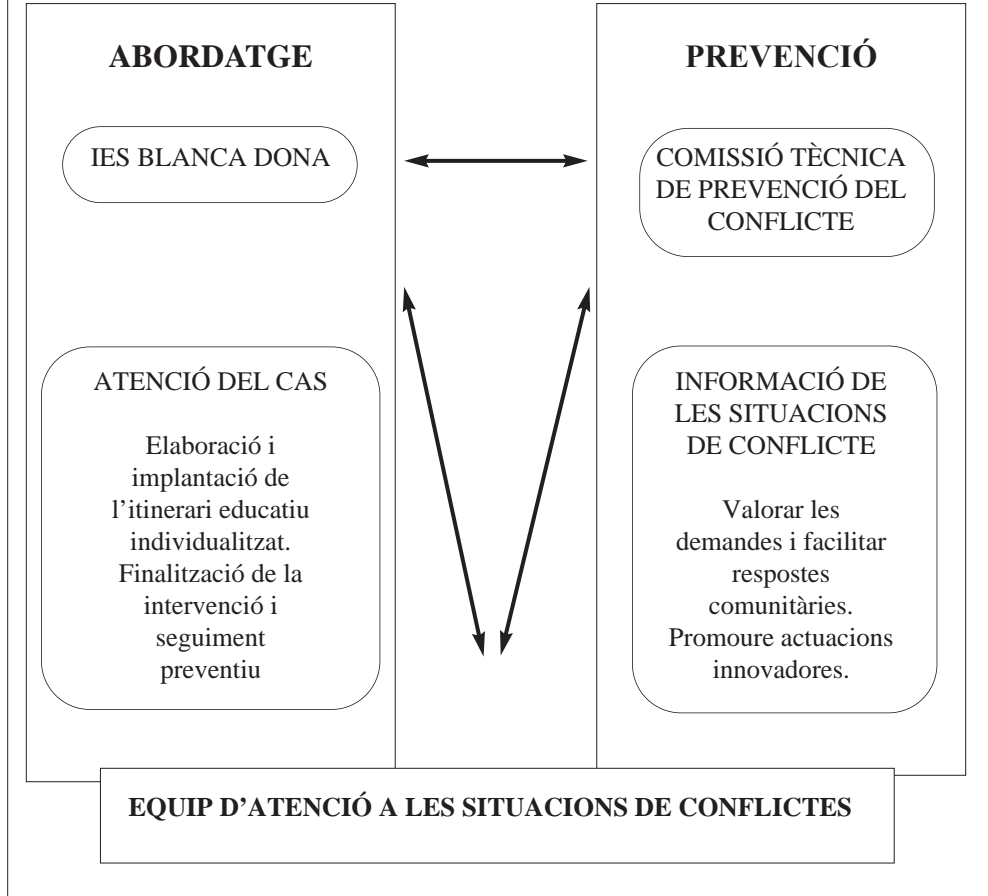 ABORDATGE
IES BLANCA DONA
ATENCIÓ DEL CAS
Elaboració i
implantació de
l’itinerari educatiu
individualitzat.
Finalització de la
intervenció i
seguiment
preventiu
PREVENCIÓ
COMISSIÓ TÈCNICA
DE PREVENCIÓ DEL
CONFLICTE
INFORMACIÓ DE
LES SITUACIONS
DE CONFLICTE
Valorar les
demandes i facilitar
respostes
comunitàries.
Promoure actuacions
innovadores.
EQUIP D’ATENCIÓ A LES SITUACIONS DE CONFLICTES